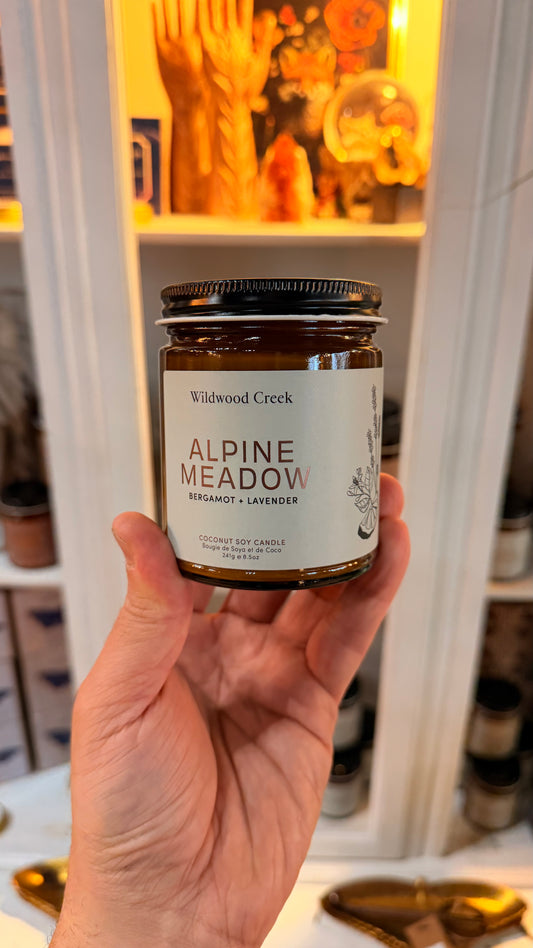 Wildwood Creek
ALPINE
MEADOW
BERGAMOT + LAVENDER
COCONUT SOY CANDLE
Bougie de Soya et de Coco
241g e 8.5oz